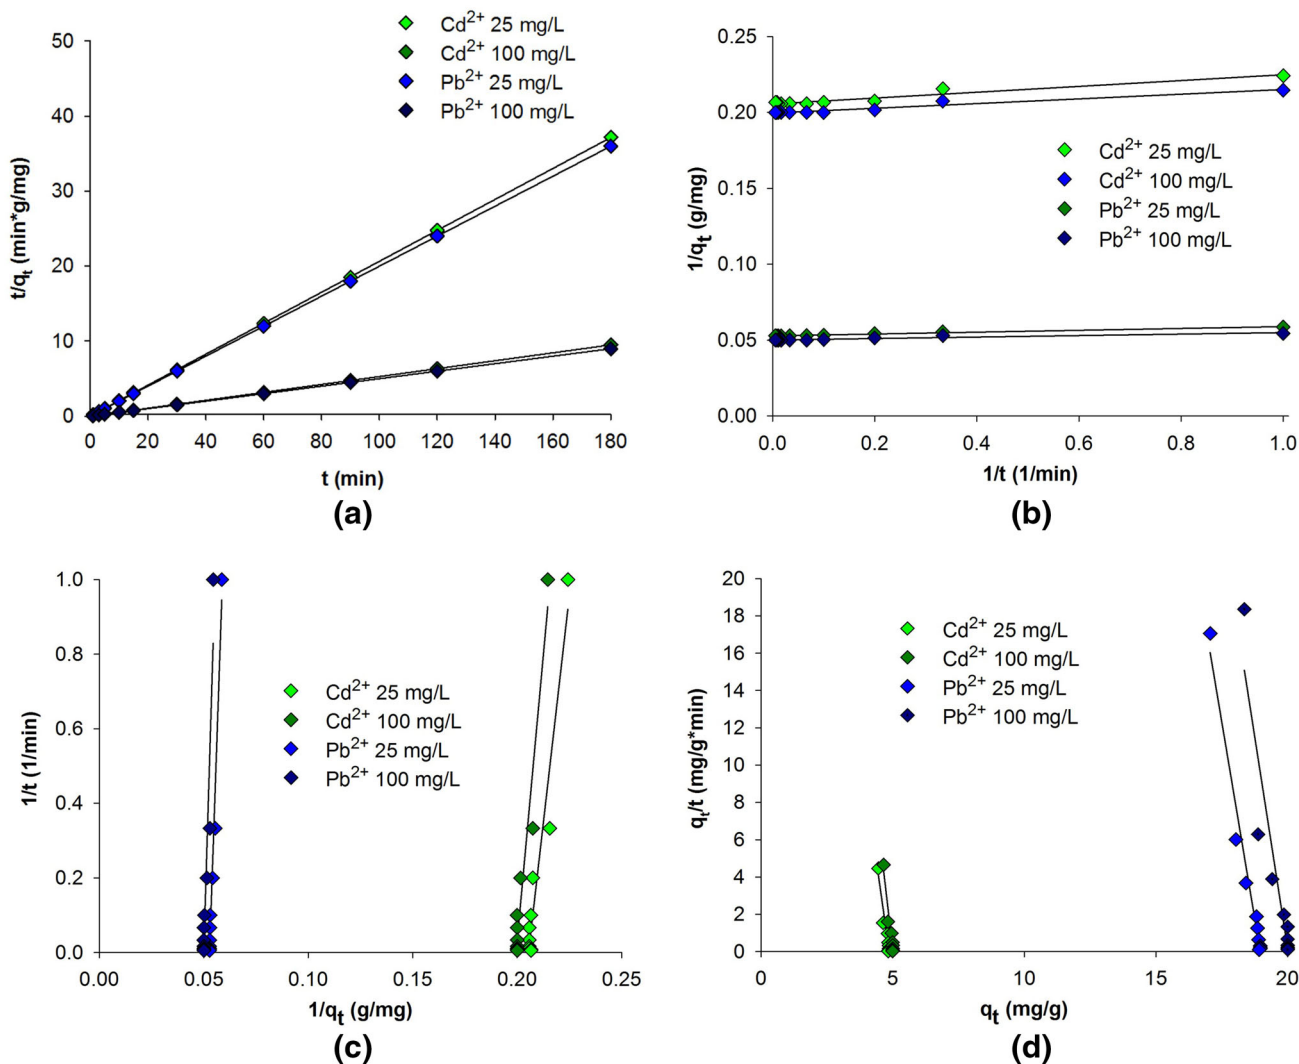 Cd²⁺ 25 mg/L
Cd²⁺ 100 mg/L
Pb²⁺ 25 mg/L
Pb²⁺ 100 mg/L
50
40
30
20
10
0
t/qₜ (min*g/mg)
0 20 40 60 80 100 120 140 160 180
t (min)
(a)
0.25
0.20
0.15
0.10
0.05
0.00
1/qₜ (g/mg)
Cd²⁺ 25 mg/L
Cd²⁺ 100 mg/L
Pb²⁺ 25 mg/L
Pb²⁺ 100 mg/L
0.0 0.2 0.4 0.6 0.8 1.0
1/t (1/min)
(b)
1.0
0.8
0.6
0.4
0.2
0.0
1/t (1/min)
Cd²⁺ 25 mg/L
Cd²⁺ 100 mg/L
Pb²⁺ 25 mg/L
Pb²⁺ 100 mg/L
0.00 0.05 0.10 0.15 0.20 0.25
1/qₜ (g/mg)
(c)
20
18
16
14
12
10
8
6
4
2
0
qₜ/t (mg/g*min)
Cd²⁺ 25 mg/L
Cd²⁺ 100 mg/L
Pb²⁺ 25 mg/L
Pb²⁺ 100 mg/L
0 5 10 15 20
qₜ (mg/g)
(d)